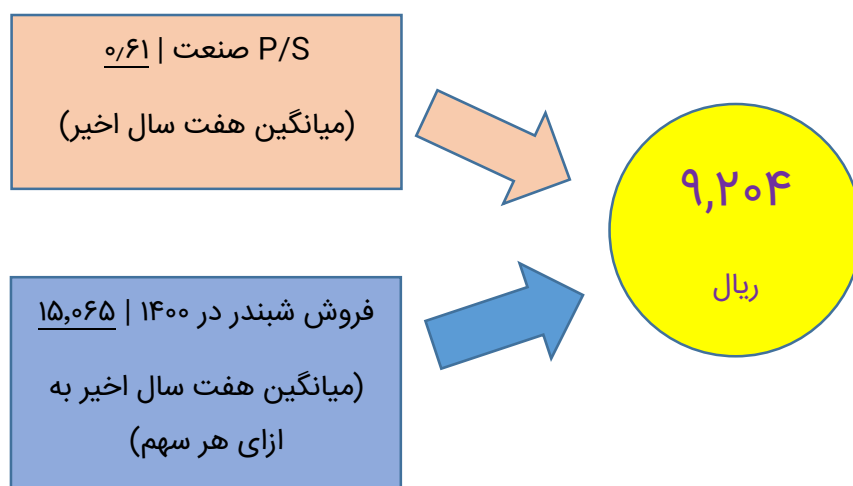 P/S صنعت | ۰٫۶۱
(میانگین هفت سال اخیر)
فروش شبندر در ۱۴۰۰ | ۱۵,۰۶۵
(میانگین هفت سال اخیر به
ازای هر سهم)
۹,۲۰۴
ریال